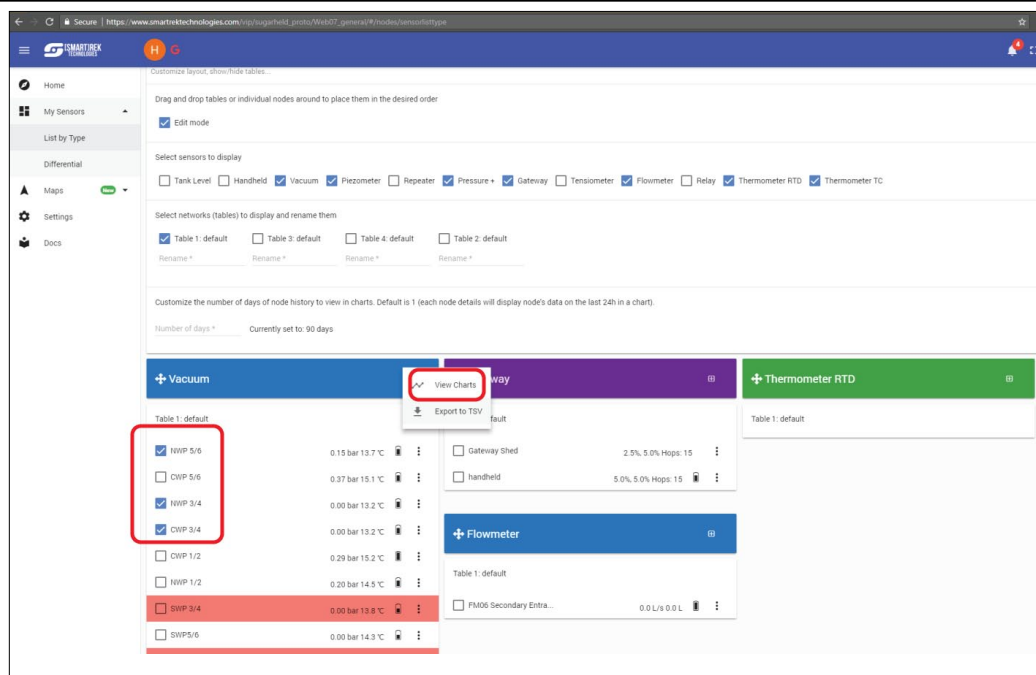 Secure | https://www.smartrektechnologies.com/vip/sugarheld_proto/Web07_general/#/nodes/sensorlisttype
SMARTREK
TECHNOLOGIES
H G
4
Customize layout, show/hide tables...
Home
My Sensors
List by Type
Differential
Maps New
Settings
Docs
Drag and drop tables or individual nodes around to place them in the desired order
Edit mode
Select sensors to display
Tank Level Handheld Vacuum Piezometer Repeater Pressure + Gateway Tensiometer Flowmeter Relay Thermometer RTD Thermometer TC
Select networks (tables) to display and rename them
Table 1: default Table 3: default Table 4: default Table 2: default
Rename * Rename * Rename * Rename *
Customize the number of days of node history to view in charts. Default is 1 (each node details will display node's data on the last 24h in a chart).
Number of days * Currently set to: 90 days
Vacuum
View Charts
Export to TSV
Table 1: default
NWP 5/6 0.15 bar 13.7 °C
CWP 5/6 0.37 bar 15.1 °C
NWP 3/4 0.00 bar 13.2 °C
CWP 3/4 0.00 bar 13.2 °C
CWP 1/2 0.29 bar 15.2 °C
NWP 1/2 0.20 bar 14.5 °C
SWP 3/4 0.00 bar 13.8 °C
SWP5/6 0.00 bar 14.3 °C
way
fault
Gateway Shed 2.5%, 5.0% Hops: 15
handheld 5.0%, 5.0% Hops: 15
Flowmeter
Table 1: default
FM06 Secondary Entra... 0.0 L/s 0.0 L
Thermometer RTD
Table 1: default